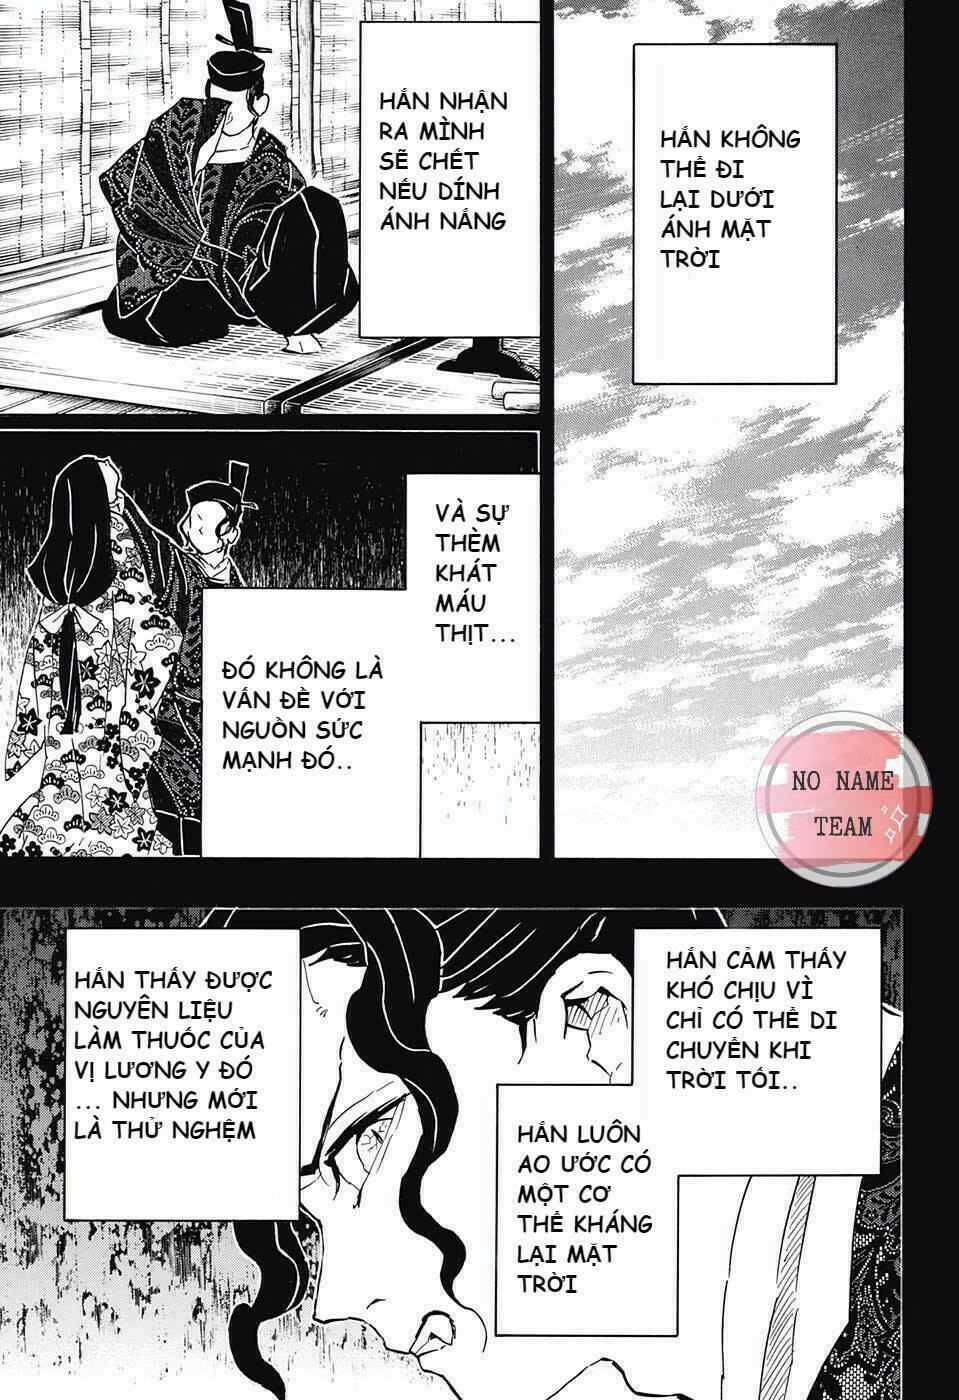 HẮN KHÔNG
THỂ ĐI
LẠI DƯỚI
ÁNH MẶT
TRỜI
HẮN NHẬN
RA MÌNH
SẼ CHẾT
NẾU DÍNH
ÁNH NẮNG
VÀ SỰ
THÈM
KHÁT
MÁU
THỊT...
ĐÓ KHÔNG LÀ
VẤN ĐỀ VỚI
NGUỒN SỨC
MẠNH ĐÓ..
NO NAME
TEAM
HẮN CẢM THẤY
KHÓ CHỊU VÌ
CHỈ CÓ THỂ DI
CHUYỂN KHI
TRỜI TỐI..
HẮN LUÔN
AO ƯỚC CÓ
MỘT CƠ
THỂ KHÁNG
LẠI MẶT
TRỜI
HẮN THẤY ĐƯỢC
NGUYÊN LIỆU
LÀM THUỐC CỦA
VỊ LƯƠNG Y ĐÓ
... NHƯNG MỚI
LÀ THỬ NGHỆM